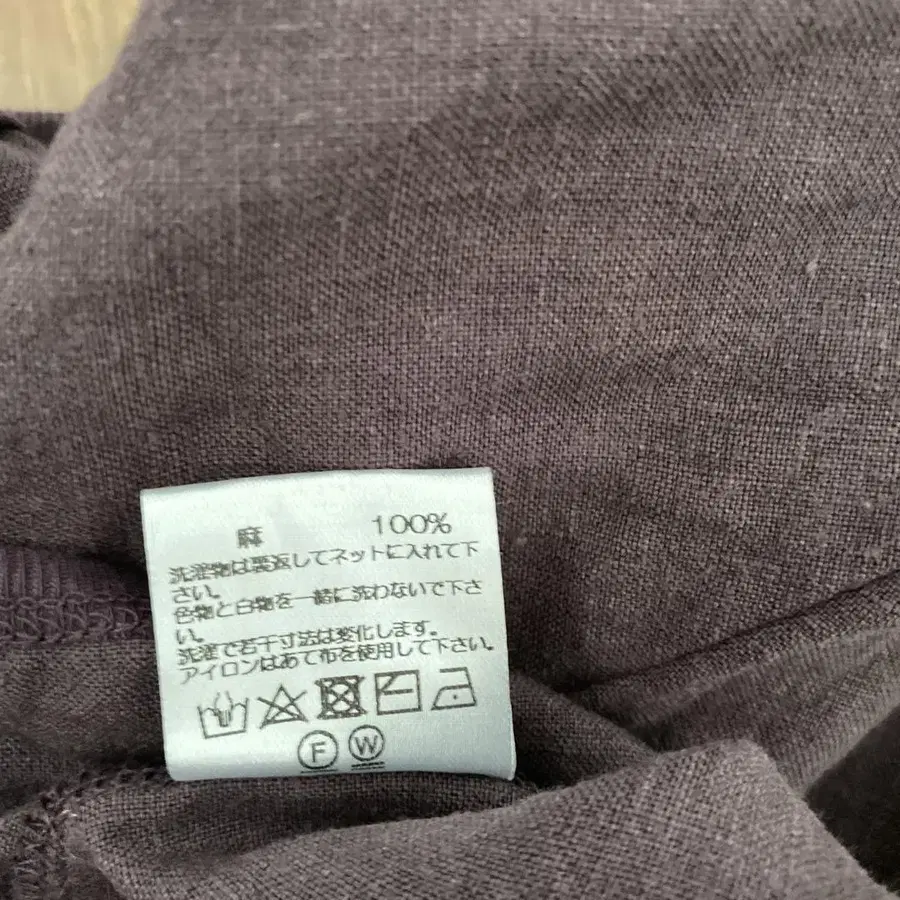 麻 100%
洗濯物は裏返してネットに入れて下
さい。
色物と白物を一緒に洗わないで下さ
い。
洗濯で若干寸法は変化します。
アイロンはあて布を使用して下さい。
F W